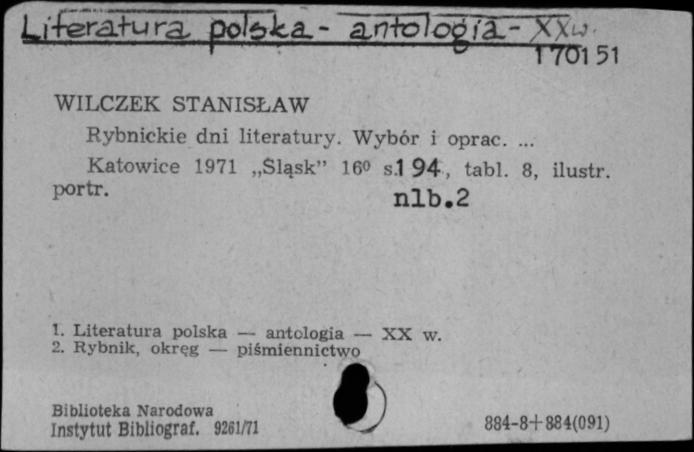 Literatura polska - antologia - XX w.
170151
WILCZEK STANISŁAW
Rybnickie dni literatury. Wybór i oprac. ...
Katowice 1971 „Śląsk” 16⁰ s.194, tabl. 8, ilustr.
portr.
nlb.2
1. Literatura polska — antologia — XX w.
2. Rybnik, okręg — piśmiennictwo
Biblioteka Narodowa
Instytut Bibliograf. 9261/71
884-8+884(091)